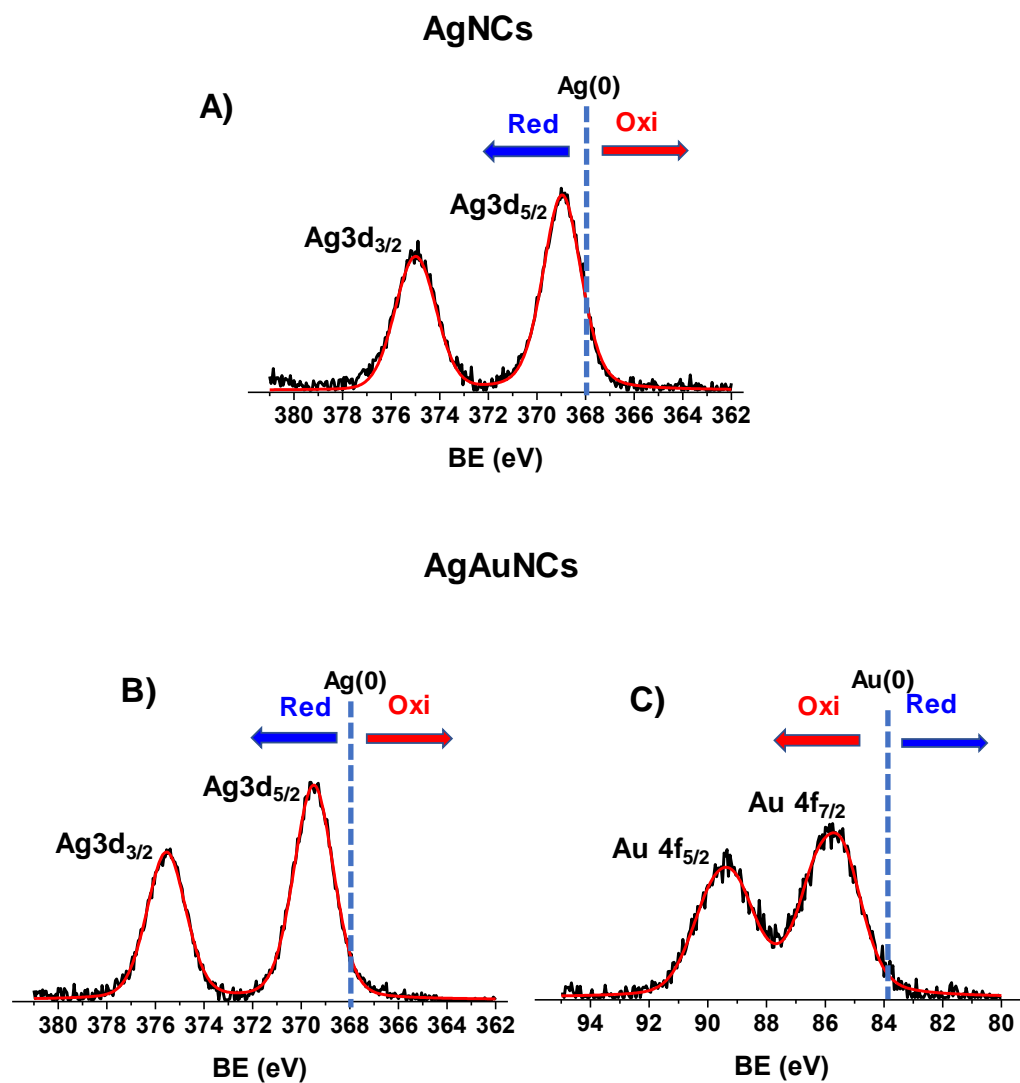 AgNCs
A)
Ag(0)
Red Oxi
Ag3d5/2
Ag3d3/2
380 378 376 374 372 370 368 366 364 362
BE (eV)
AgAuNCs
B)
Ag(0)
Red Oxi
Ag3d5/2
Ag3d3/2
380 378 376 374 372 370 368 366 364 362
BE (eV)
C)
Au(0)
Oxi Red
Au 4f7/2
Au 4f5/2
94 92 90 88 86 84 82 80
BE (eV)